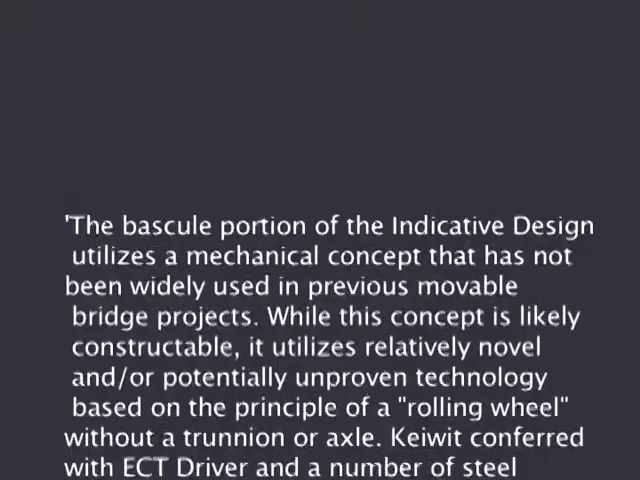 'The bascule portion of the Indicative Design
utilizes a mechanical concept that has not
been widely used in previous movable
bridge projects. While this concept is likely
constructable, it utilizes relatively novel
and/or potentially unproven technology
based on the principle of a "rolling wheel"
without a trunnion or axle. Keiwit conferred
with ECT Driver and a number of steel